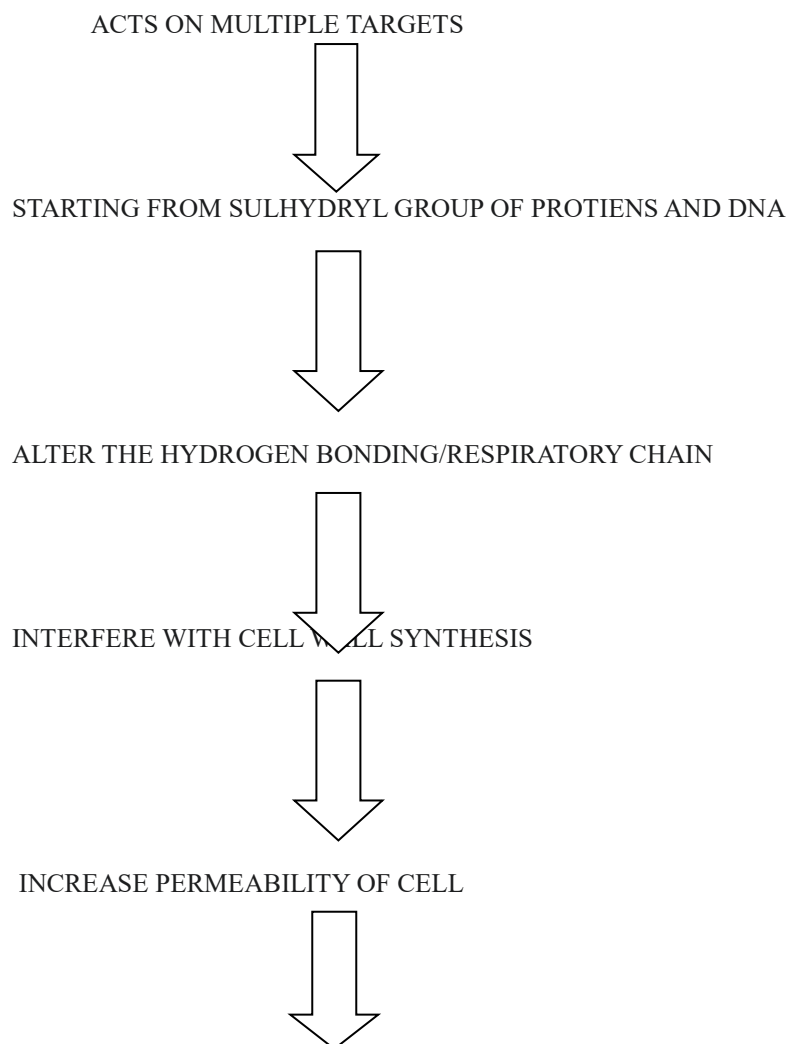 ACTS ON MULTIPLE TARGETS
STARTING FROM SULHYDRYL GROUP OF PROTIENS AND DNA
ALTER THE HYDROGEN BONDING/RESPIRATORY CHAIN
INTERFERE WITH CELL WALL SYNTHESIS
INCREASE PERMEABILITY OF CELL